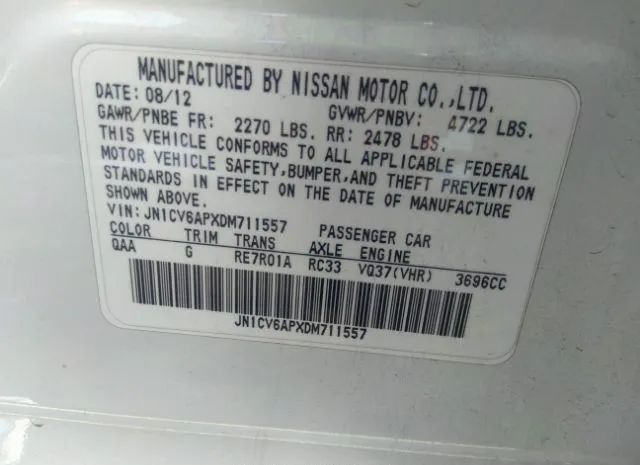 MANUFACTURED BY NISSAN MOTOR CO.,LTD.
DATE: 08/12 GVWR/PNBV: 4722 LBS.
GAWR/PNBE FR: 2270 LBS. RR: 2478 LBS.
THIS VEHICLE CONFORMS TO ALL APPLICABLE FEDERAL
MOTOR VEHICLE SAFETY,BUMPER,AND THEFT PREVENTION
STANDARDS IN EFFECT ON THE DATE OF MANUFACTURE
SHOWN ABOVE.
VIN:JN1CV6APXDM711557 PASSENGER CAR
COLOR TRIM TRANS AXLE ENGINE
QAA G RE7R01A RC33 VQ37(VHR) 3696CC
JN1CV6APXDM711557